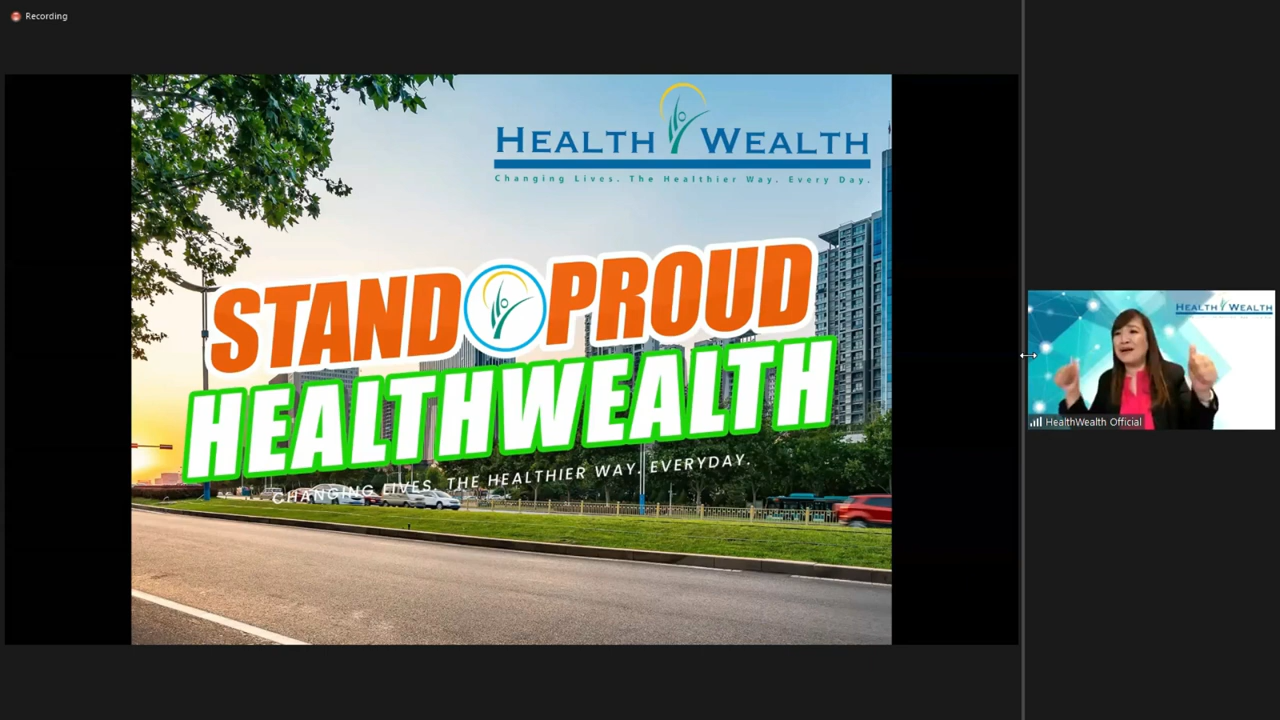 Recording
HEALTH WEALTH
Changing Lives. The Healthier Way. Every Day.
STAND PROUD
HEALTHWEALTH
CHANGING LIVES. THE HEALTHIER WAY. EVERYDAY.
HEALTH WEALTH
HealthWealth Official